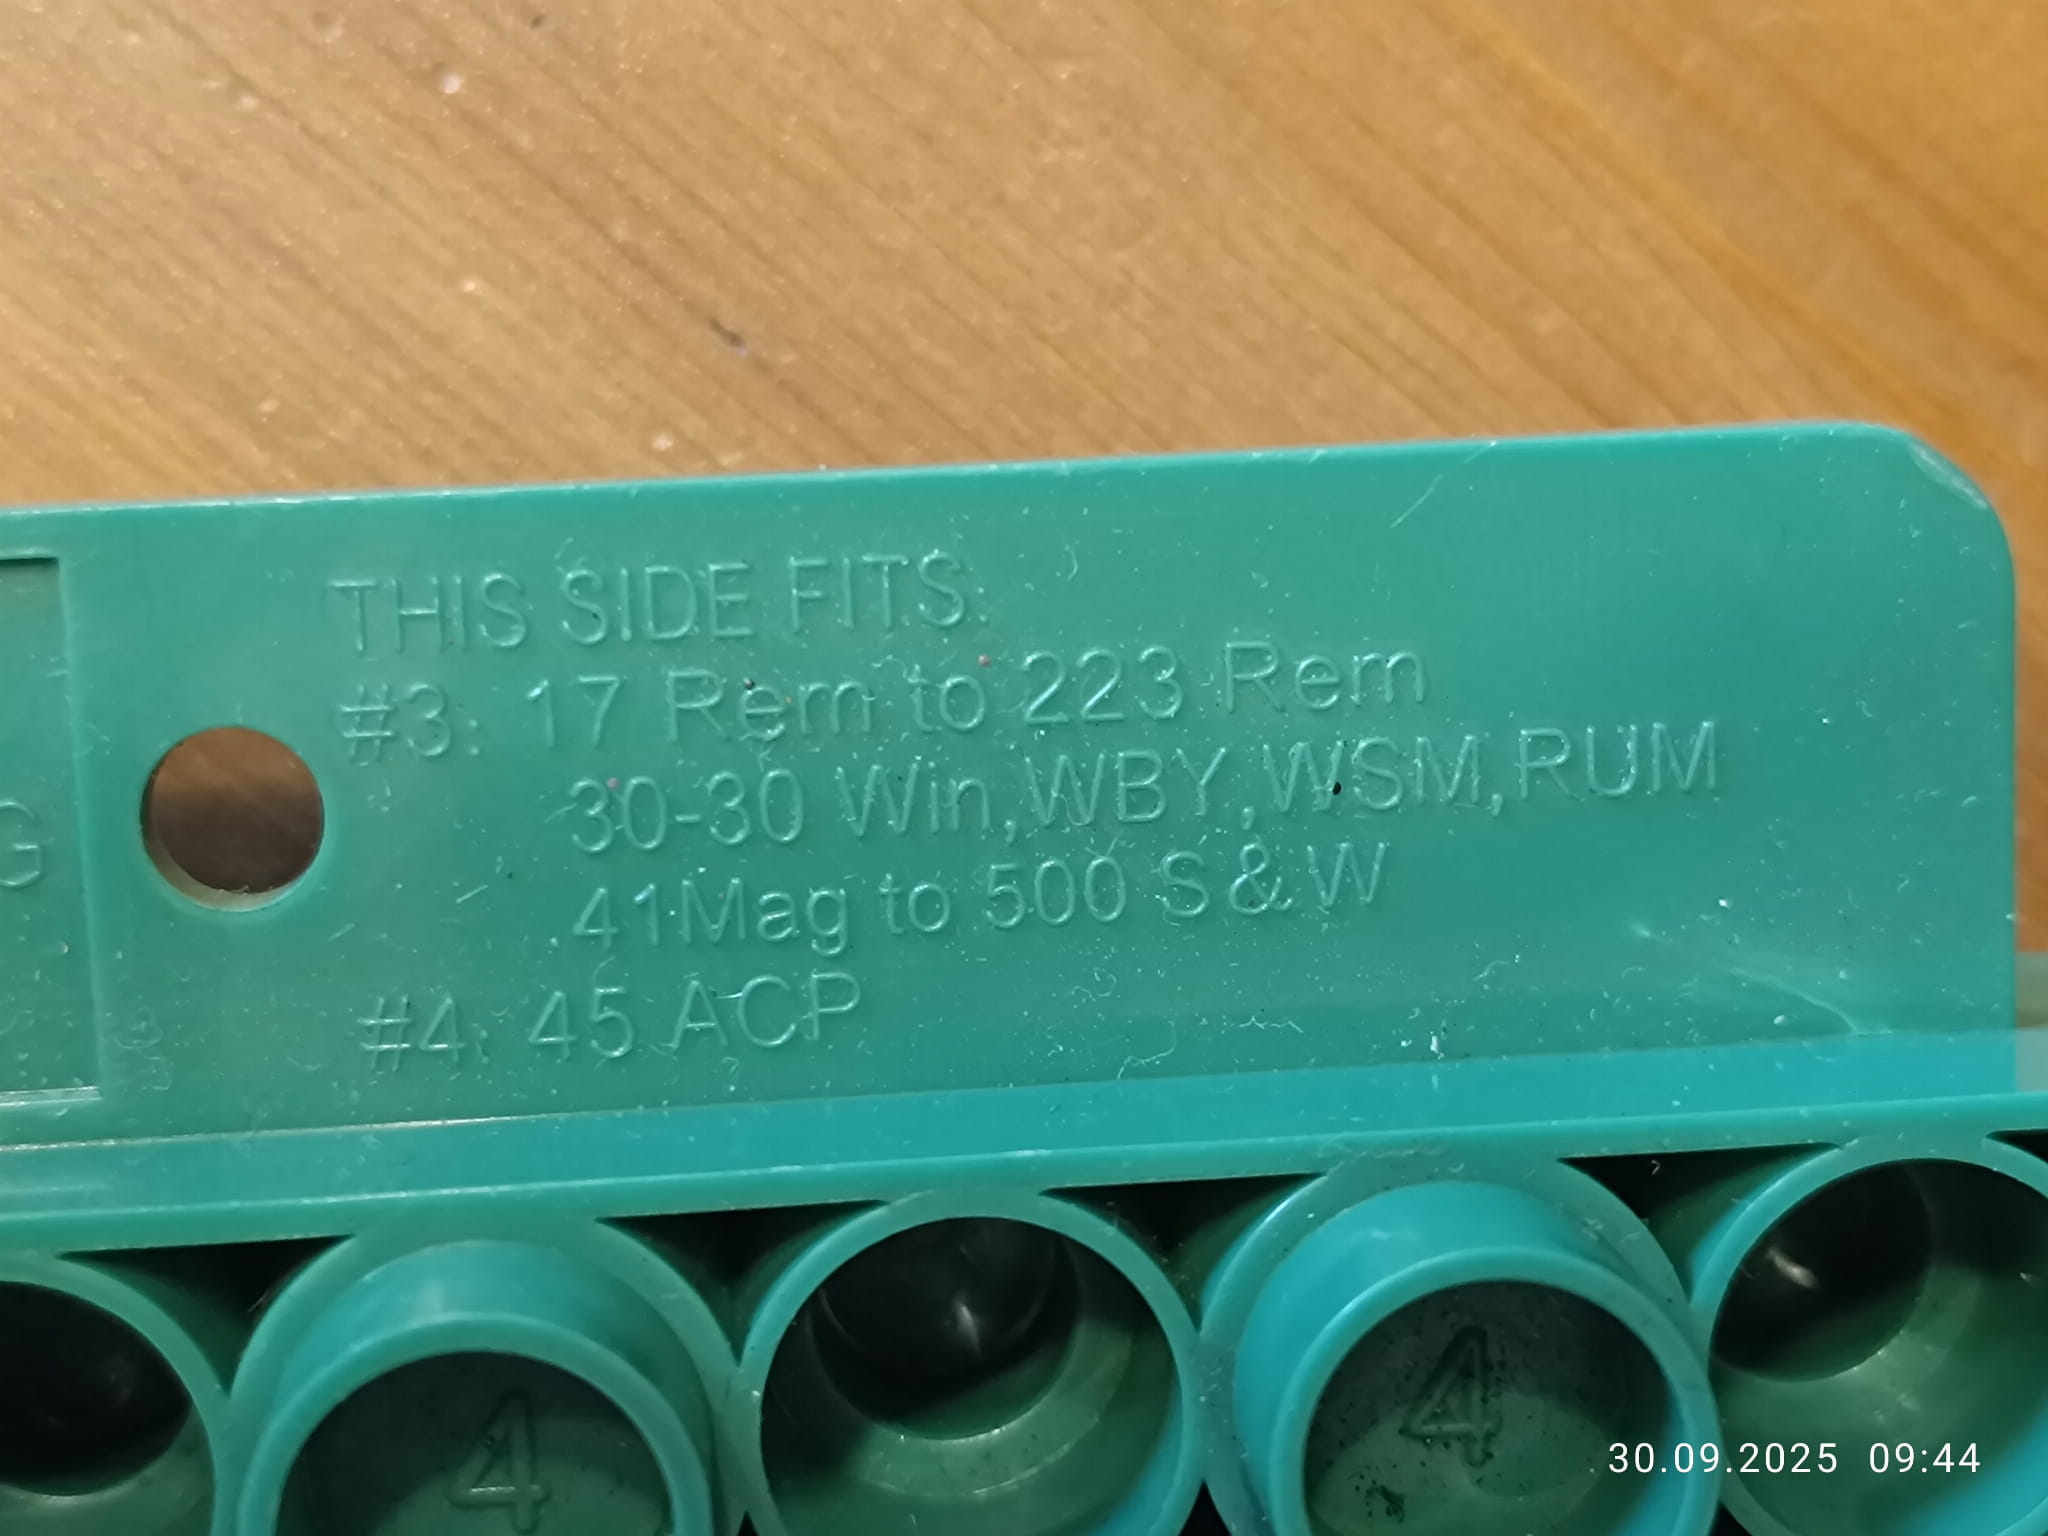 THIS SIDE FITS:
#3: 17 Rem to 223 Rem
30-30 Win,WBY,WSM,RUM
41Mag to 500 S&W
#4: 45 ACP
G
4
4
30.09.2025 09:44